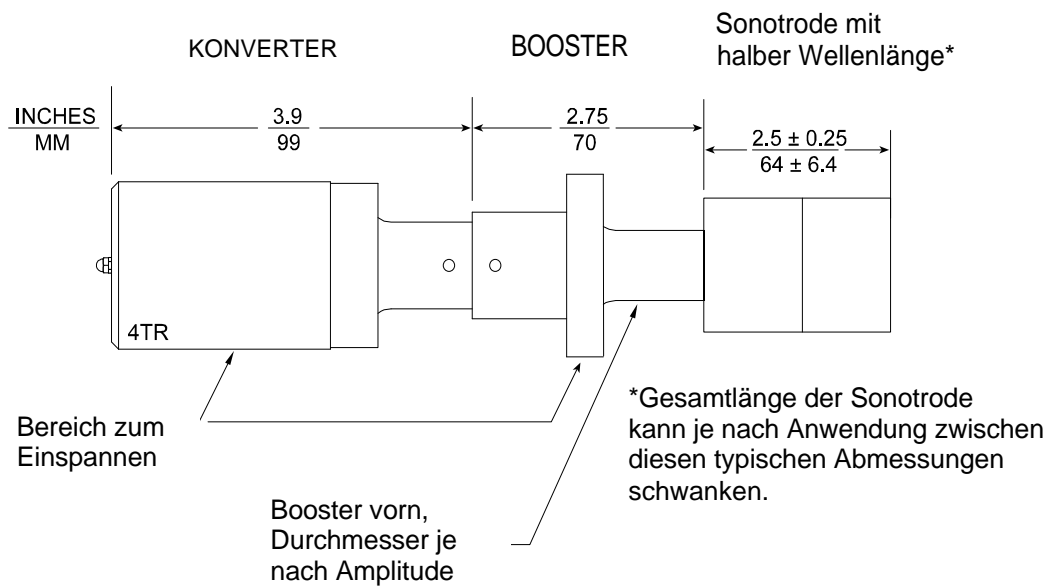 KONVERTER
BOOSTER
Sonotrode mit
halber Wellenlänge*
INCHES
MM
3.9
99
2.75
70
2.5 ± 0.25
64 ± 6.4
4TR
Bereich zum
Einspannen
*Gesamtlänge der Sonotrode
kann je nach Anwendung zwischen
diesen typischen Abmessungen
schwanken.
Booster vorn,
Durchmesser je
nach Amplitude